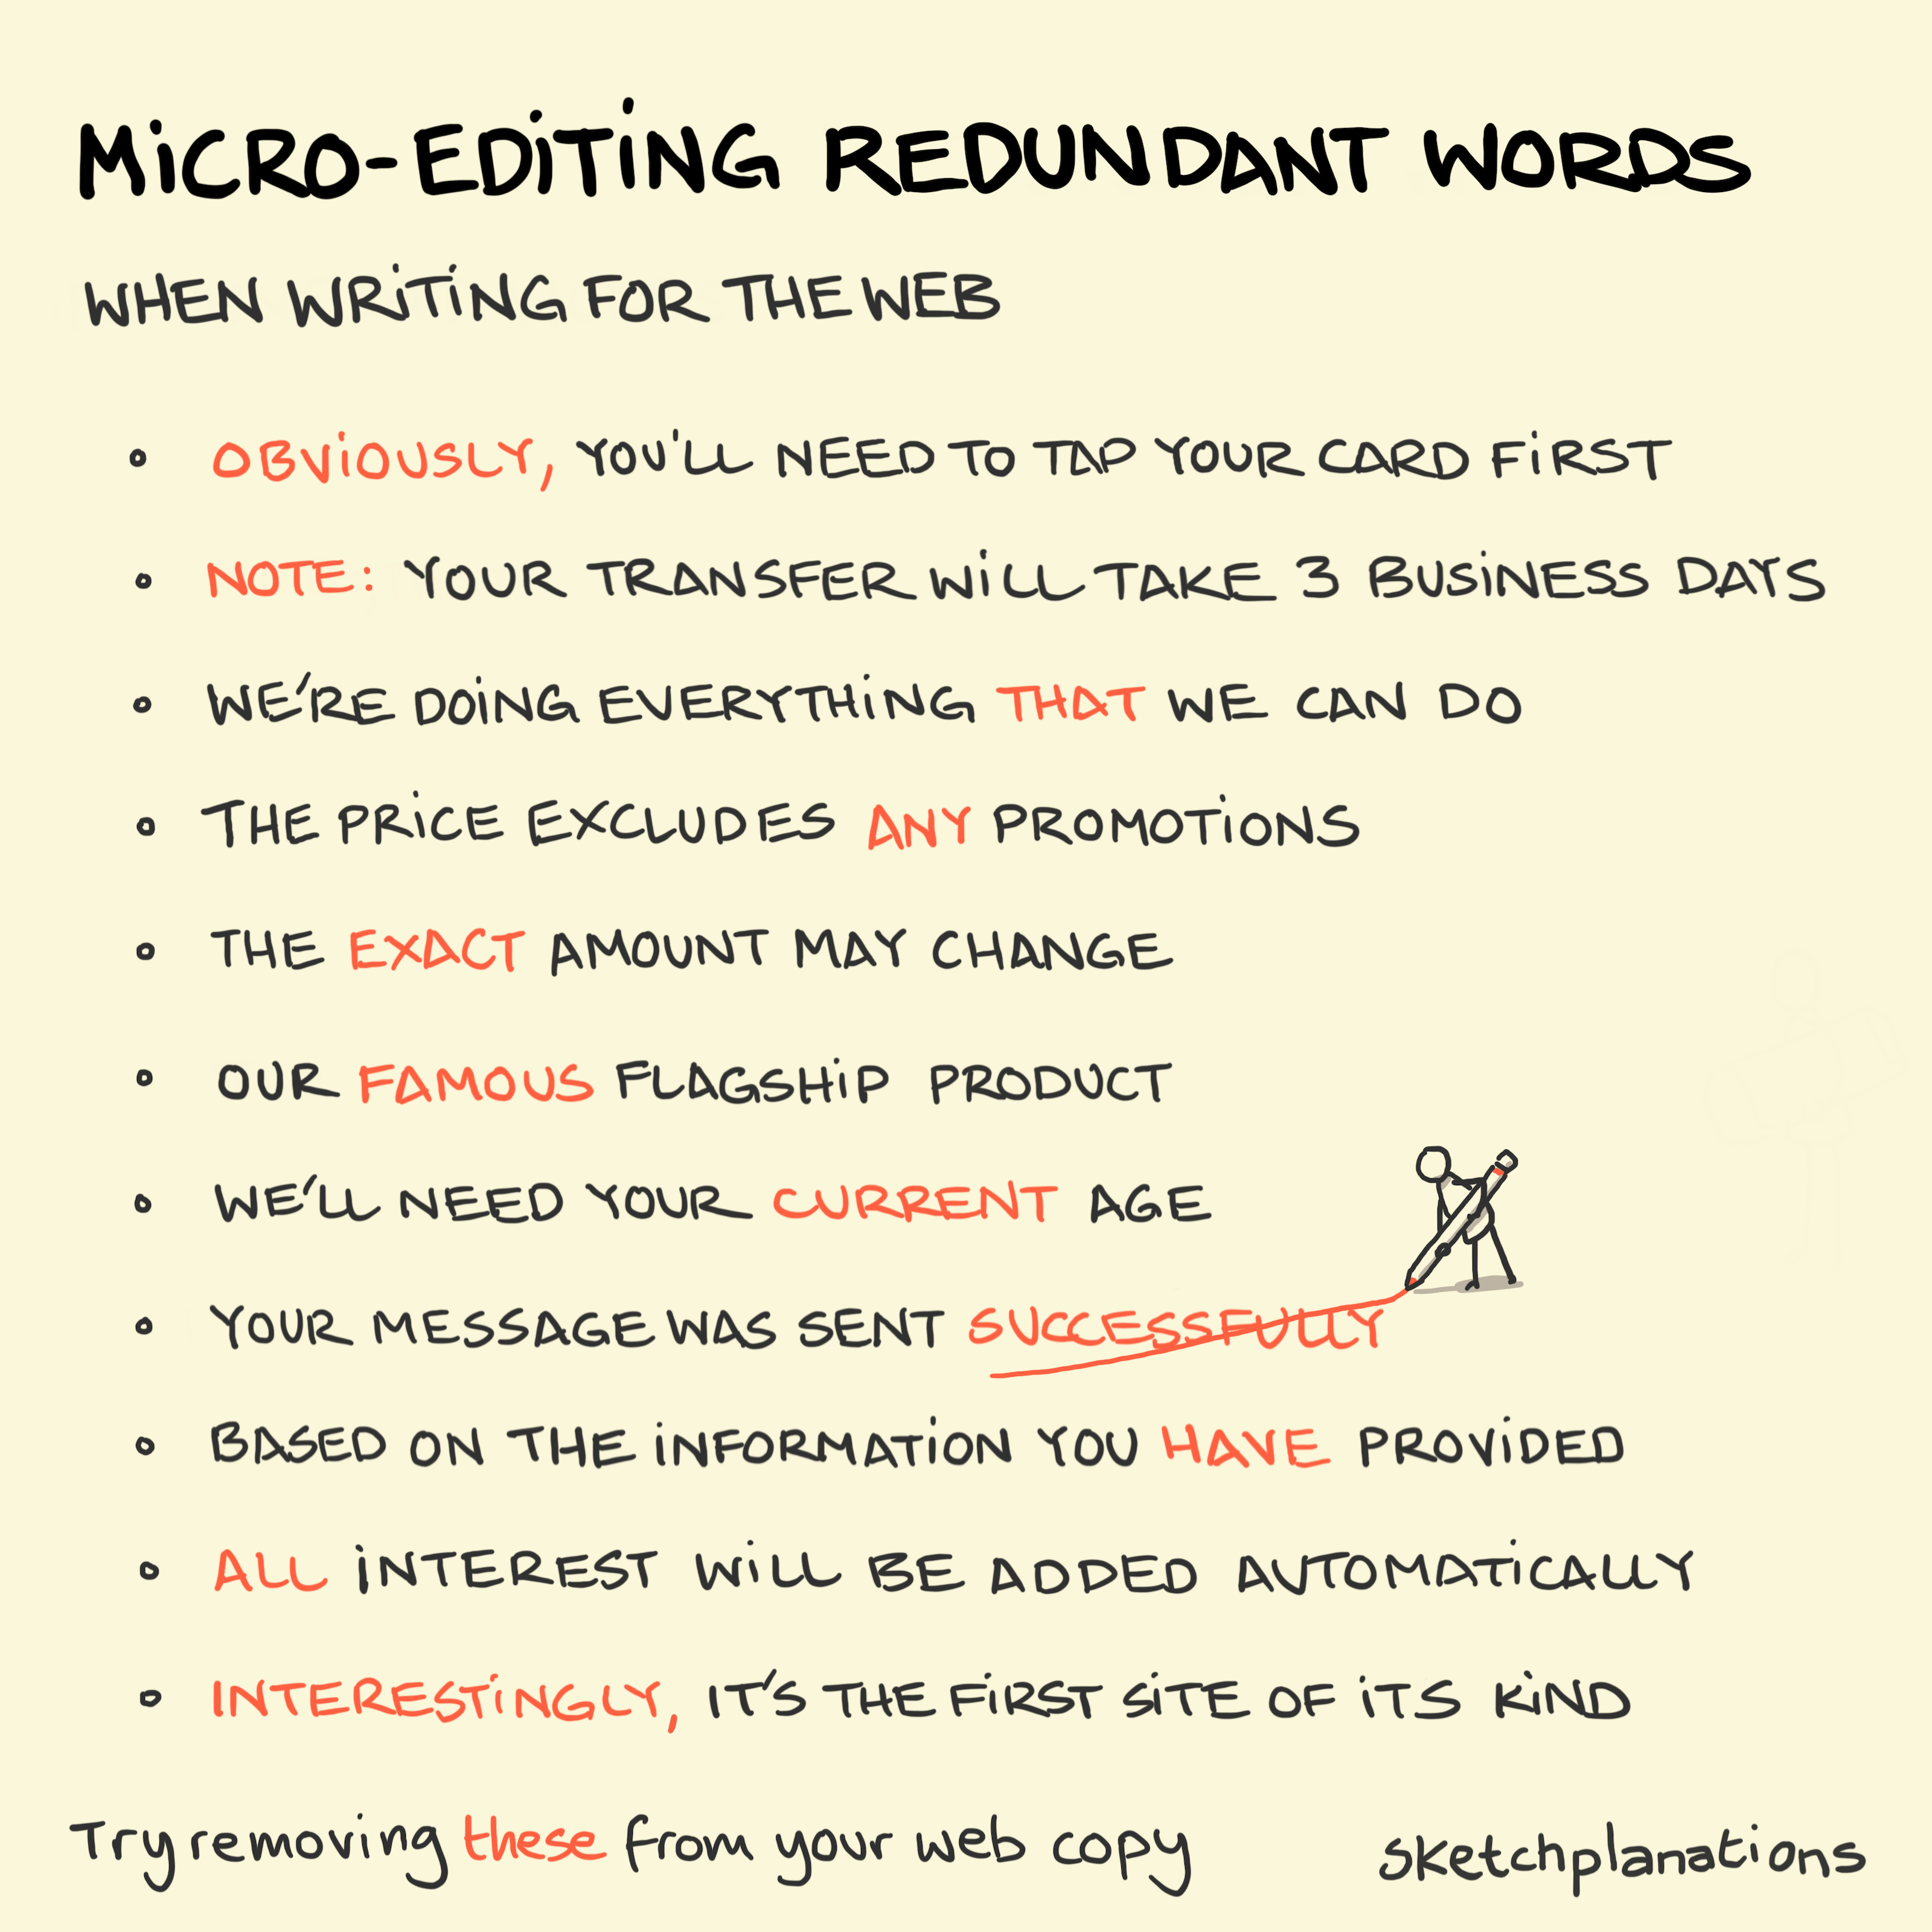 MICRO-EDITING REDUNDANT WORDS
WHEN WRITING FOR THE WEB
OBVIOUSLY, YOU'LL NEED TO TAP YOUR CARD FIRST
NOTE: YOUR TRANSFER WILL TAKE 3 BUSINESS DAYS
WE'RE DOING EVERYTHING THAT WE CAN DO
THE PRICE EXCLUDES ANY PROMOTIONS
THE EXACT AMOUNT MAY CHANGE
OUR FAMOUS FLAGSHIP PRODUCT
WE'LL NEED YOUR CURRENT AGE
YOUR MESSAGE WAS SENT SUCCESSFULLY
BASED ON THE INFORMATION YOU HAVE PROVIDED
ALL INTEREST WILL BE ADDED AUTOMATICALLY
INTERESTINGLY, IT'S THE FIRST SITE OF ITS KIND
Try removing these from your web copy
sketchplanations